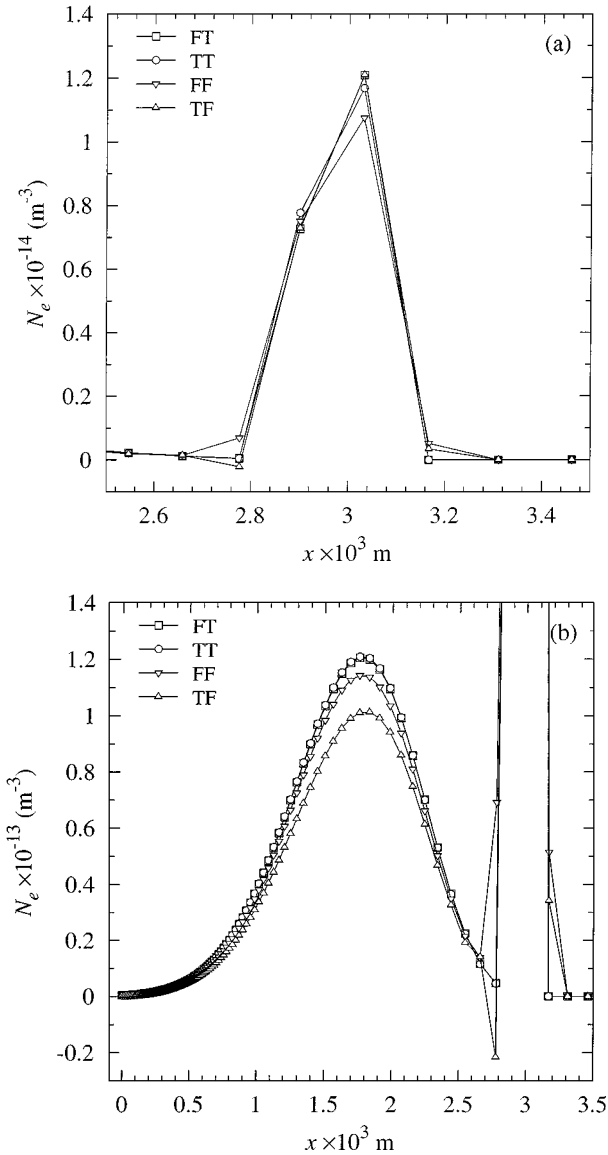 1.4
(a)
FT
TT
FF
TF
1.2
1
0.8
0.6
0.4
0.2
0
N_e ×10^-14 (m^-3)
2.6 2.8 3 3.2 3.4
x ×10^3 m
1.4
(b)
FT
TT
FF
TF
1.2
1
0.8
0.6
0.4
0.2
0
-0.2
N_e ×10^-13 (m^-3)
0 0.5 1 1.5 2 2.5 3 3.5
x ×10^3 m